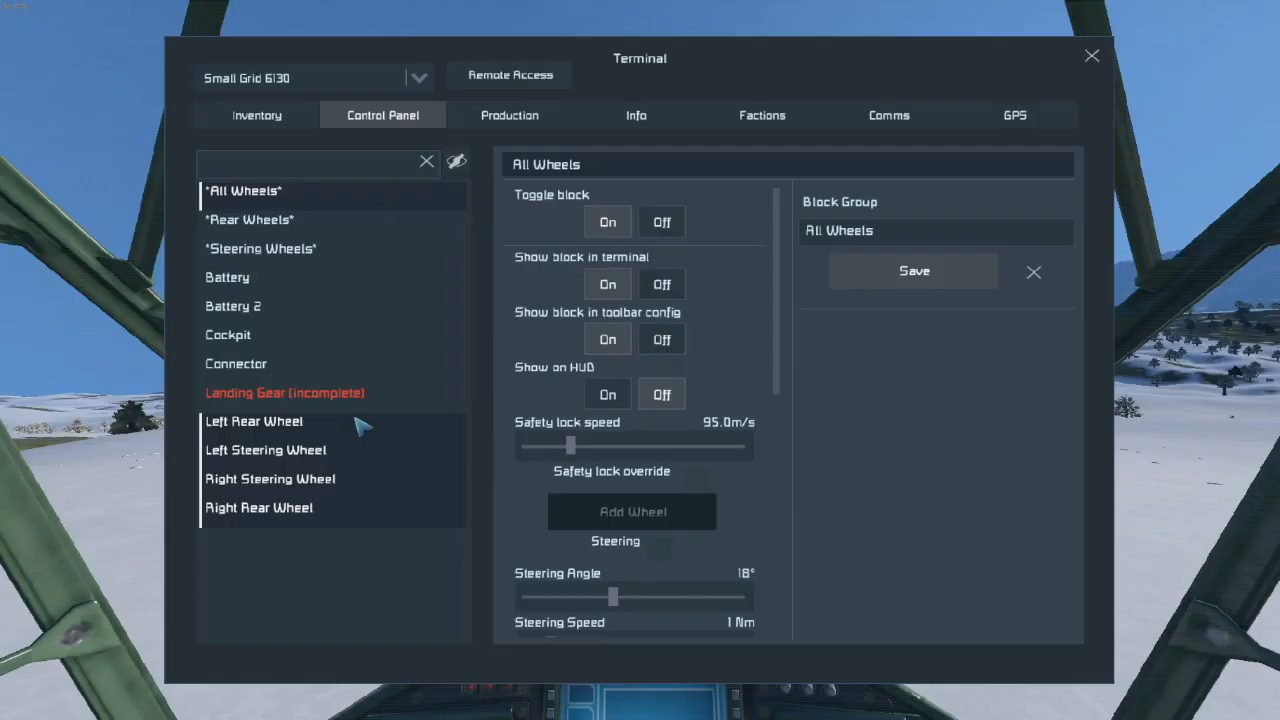 Terminal
Small Grid 6130
Remote Access
Inventory
Control Panel
Production
Info
Factions
Comms
GPS
*All Wheels*
*Rear Wheels*
*Steering Wheels*
Battery
Battery 2
Cockpit
Connector
Landing Gear (incomplete)
Left Rear Wheel
Left Steering Wheel
Right Steering Wheel
Right Rear Wheel
All Wheels
Toggle block
On Off
Show block in terminal
On Off
Show block in toolbar config
On Off
Show on HUD
On Off
Safety lock speed 95.0m/s
Safety lock override
Add Wheel
Steering
Steering Angle 18°
Steering Speed 1 Nm
Block Group
All Wheels
Save